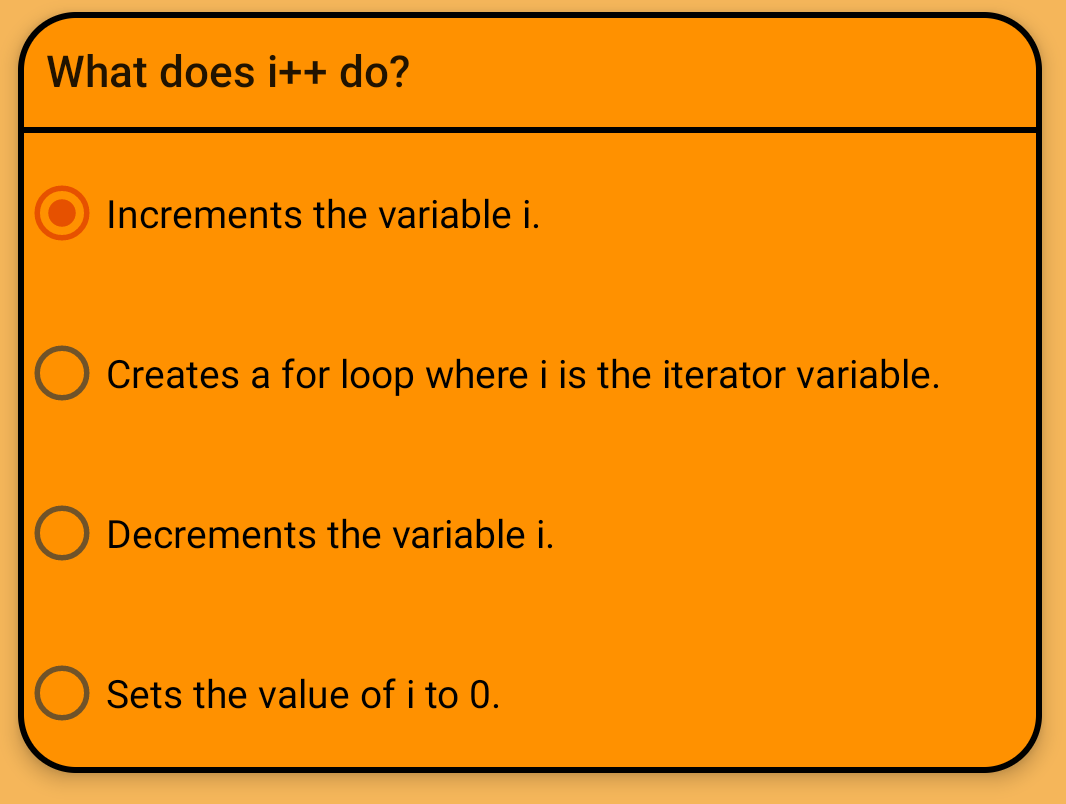 What does i++ do?
Increments the variable i.
Creates a for loop where i is the iterator variable.
Decrements the variable i.
Sets the value of i to 0.